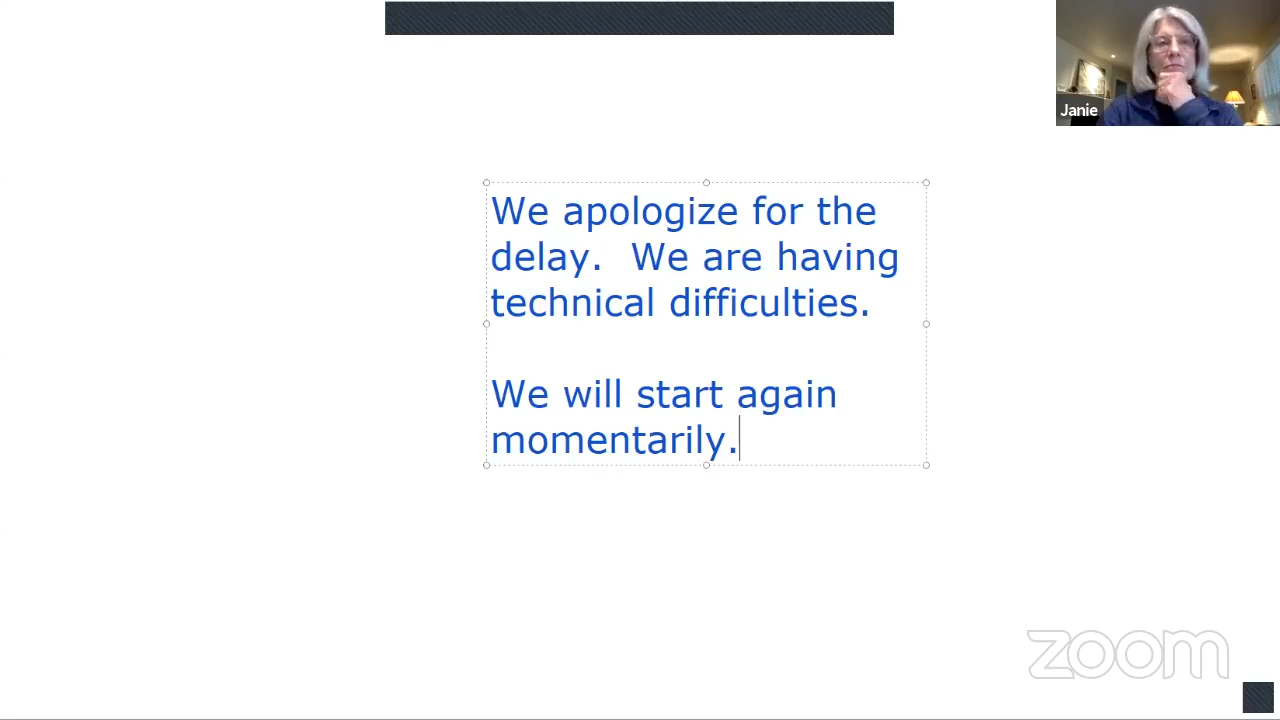 Janie
We apologize for the
delay.  We are having
technical difficulties.
We will start again
momentarily.
zoom